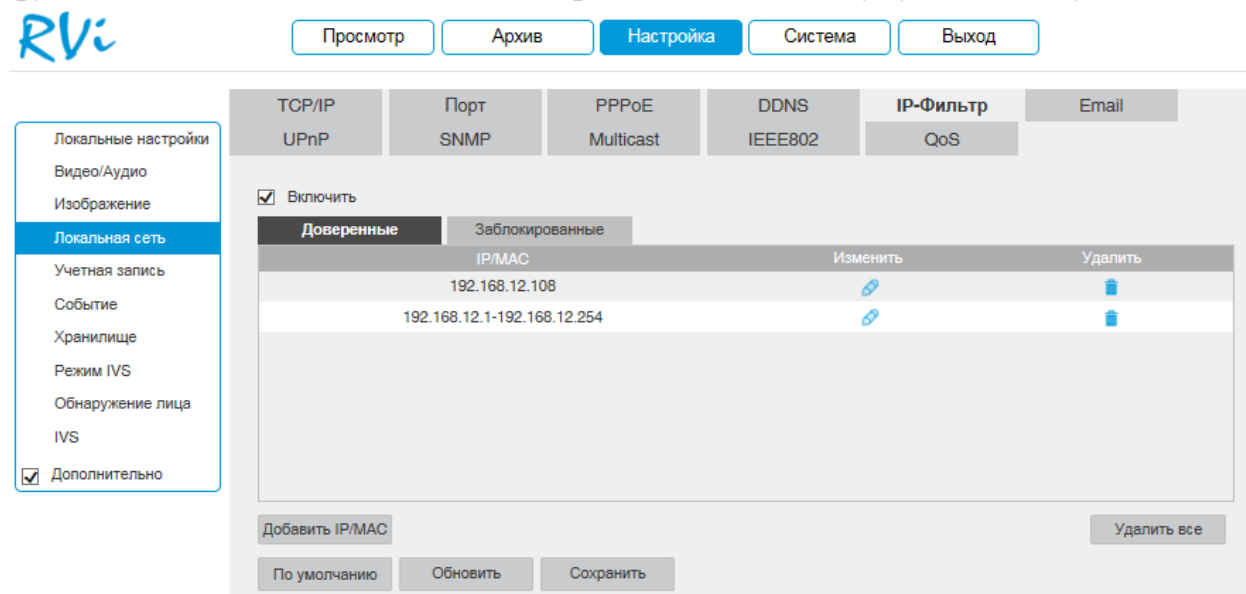 RVi
Просмотр Архив Настройка Система Выход
TCP/IP Порт PPPoE DDNS IP-Фильтр Email
UPnP SNMP Multicast IEEE802 QoS
Локальные настройки
Видео/Аудио
Изображение
Локальная сеть
Учетная запись
Событие
Хранилище
Режим IVS
Обнаружение лица
IVS
Дополнительно
Включить
Доверенные Заблокированные
IP/MAC Изменить Удалить
192.168.12.108
192.168.12.1-192.168.12.254
Добавить IP/MAC Удалить все
По умолчанию Обновить Сохранить